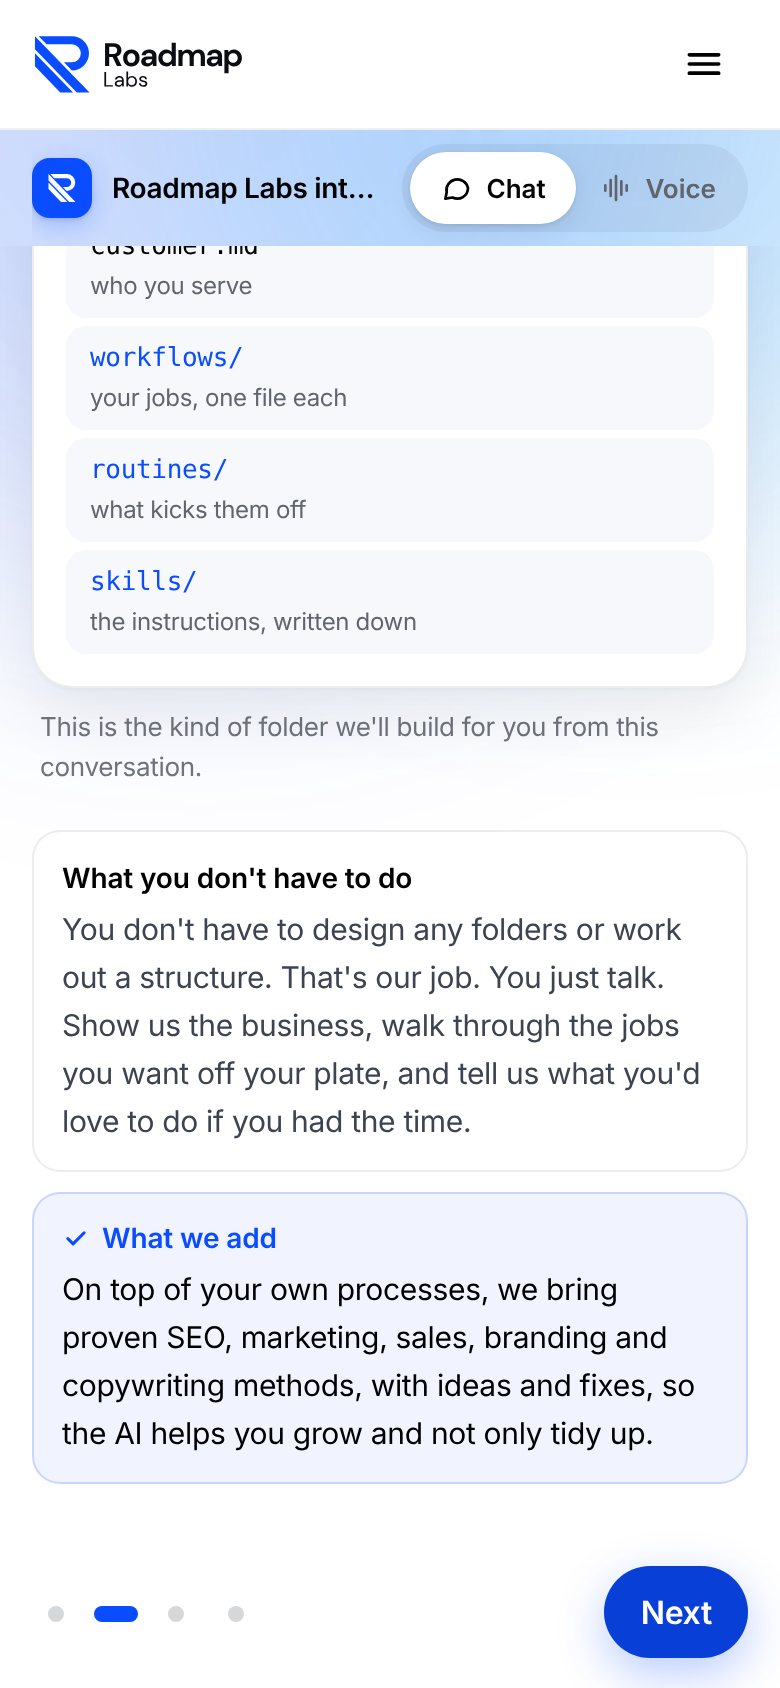 Roadmap
Labs
Roadmap Labs int...
Chat
Voice
customer.md
who you serve
workflows/
your jobs, one file each
routines/
what kicks them off
skills/
the instructions, written down
This is the kind of folder we'll build for you from this
conversation.
What you don't have to do
You don't have to design any folders or work
out a structure. That's our job. You just talk.
Show us the business, walk through the jobs
you want off your plate, and tell us what you'd
love to do if you had the time.
What we add
On top of your own processes, we bring
proven SEO, marketing, sales, branding and
copywriting methods, with ideas and fixes, so
the AI helps you grow and not only tidy up.
Next